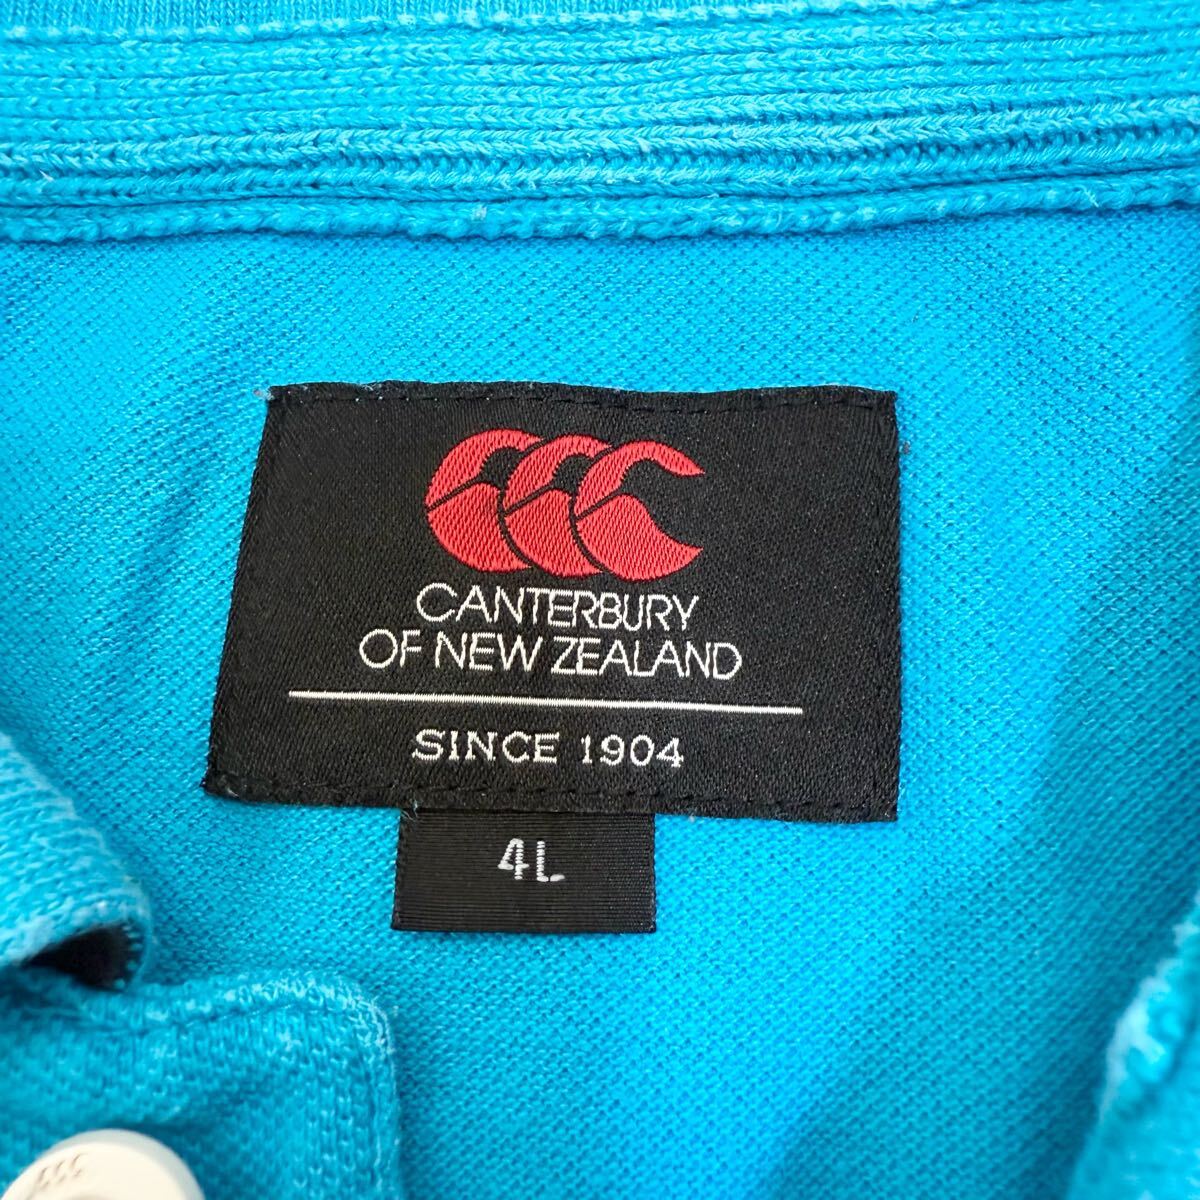 CANTERBURY
OF NEW ZEALAND
SINCE 1904
4L